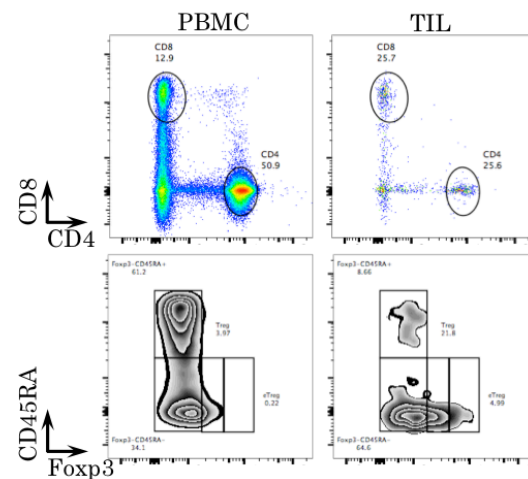 PBMC
TIL
CD8
12.9
CD4
50.9
CD8
25.7
CD4
25.6
CD8
CD4
Foxp3-CD45RA+
61.2
Treg
3.97
eTreg
0.22
Foxp3-CD45RA-
34.1
Foxp3-CD45RA+
8.66
Treg
21.8
eTreg
4.99
Foxp3-CD45RA-
64.6
CD45RA
Foxp3